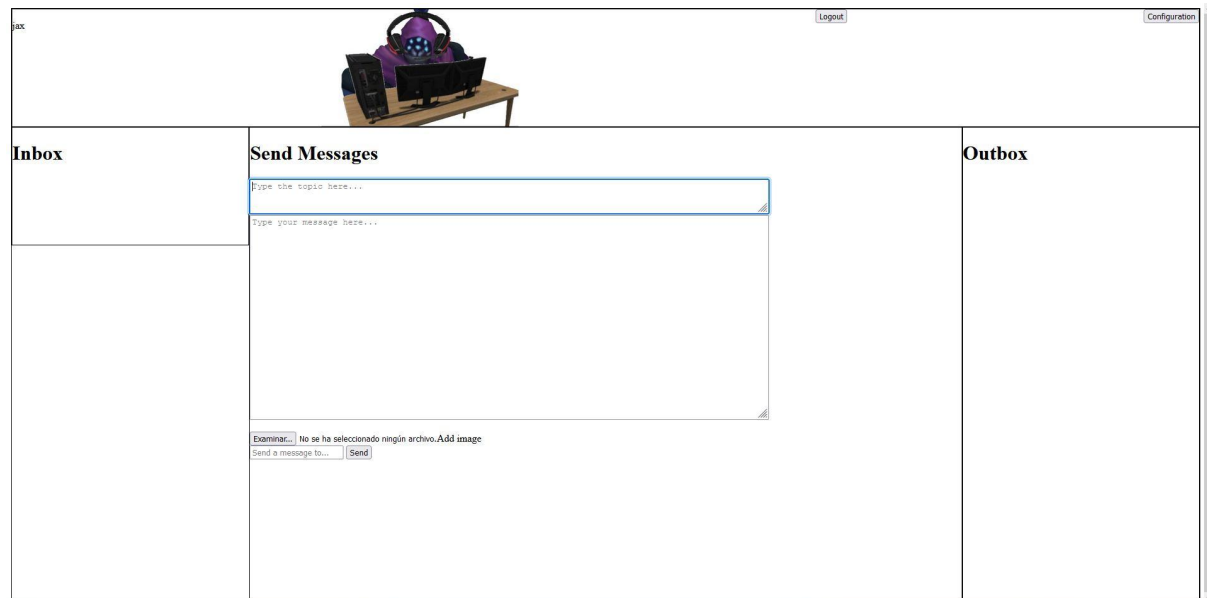 jax
Logout
Configuration
Inbox
Send Messages
Outbox
Type the topic here...
Type your message here...
Examinar... No se ha seleccionado ningún archivo.Add image
Send a message to... Send